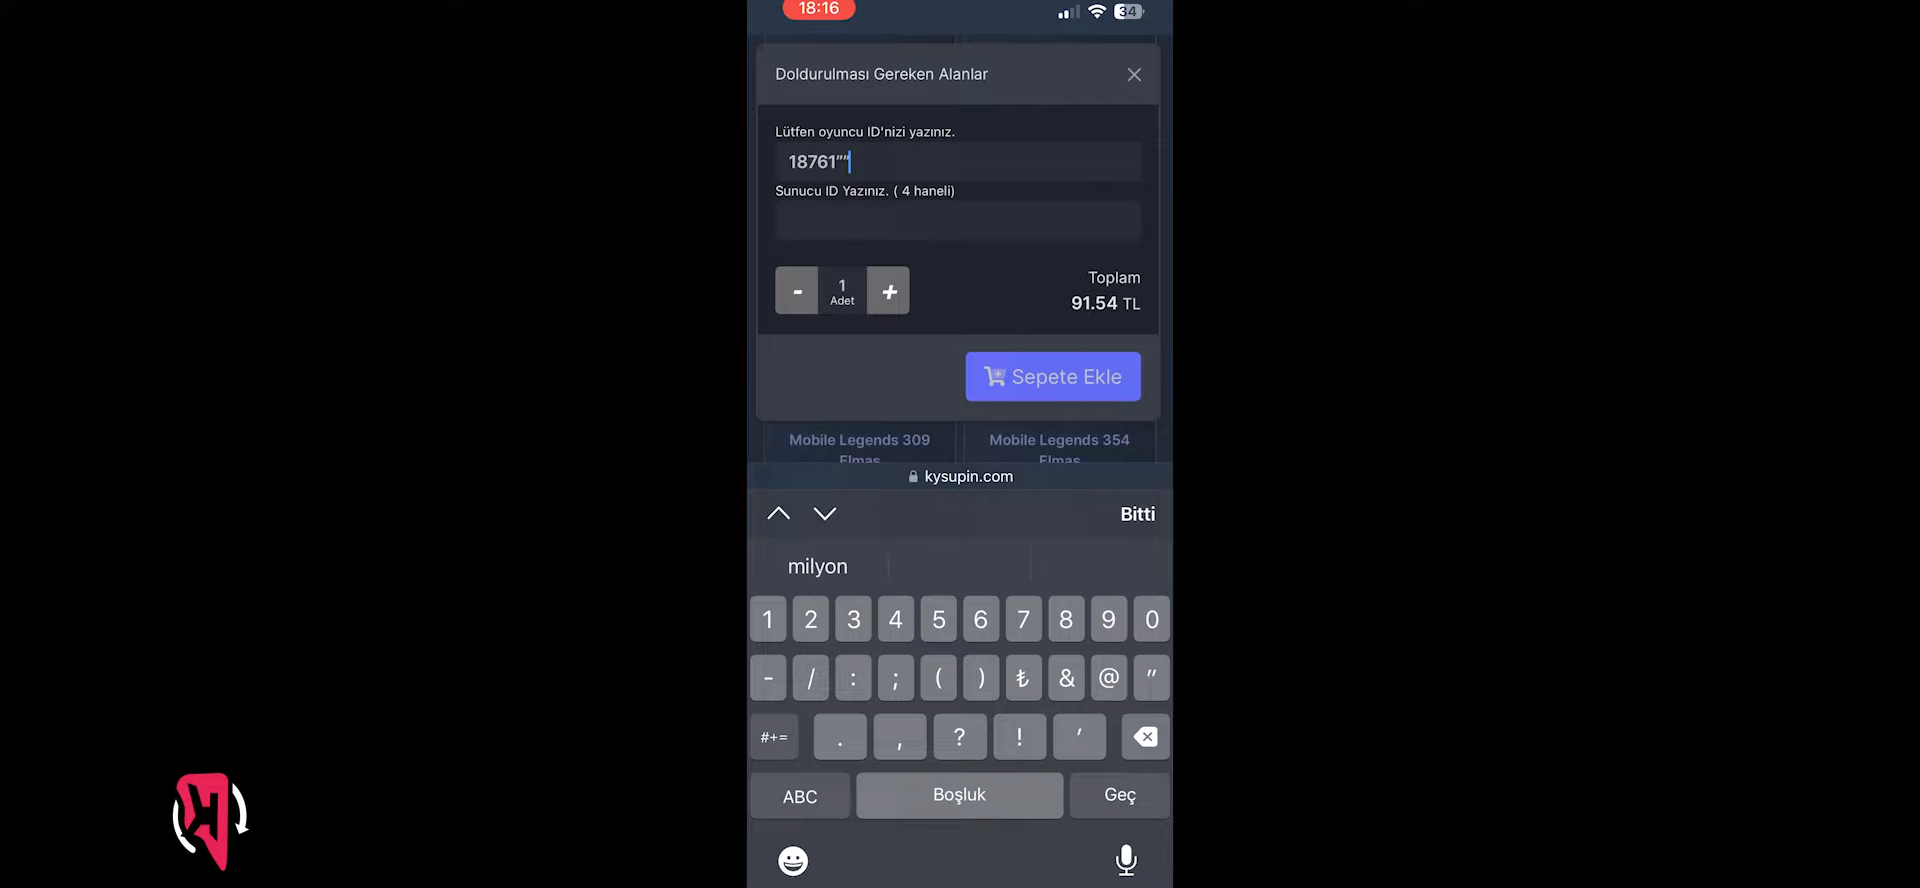 18:16
34
Doldurulması Gereken Alanlar
Lütfen oyuncu ID'nizi yazınız.
18761””
Sunucu ID Yazınız. ( 4 haneli)
- 1 +
Adet
Toplam
91.54 TL
Sepete Ekle
Mobile Legends 309 Elmas
Mobile Legends 354 Elmas
kysupin.com
Bitti
milyon
1 2 3 4 5 6 7 8 9 0
- / : ; ( ) ₺ & @ ”
#+= . , ? ! ’
ABC Boşluk Geç